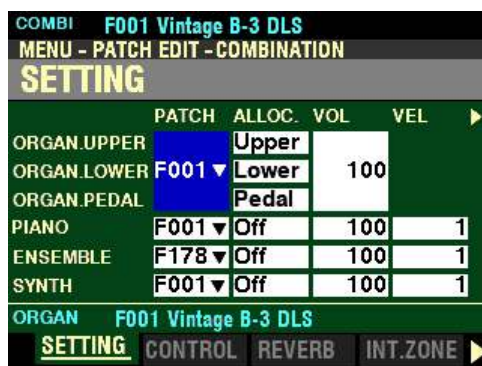 COMBI F001 Vintage B-3 DLS
MENU - PATCH EDIT - COMBINATION
SETTING
PATCH ALLOC. VOL VEL ▶
ORGAN.UPPER Upper
ORGAN.LOWER F001 ▼ Lower 100
ORGAN.PEDAL Pedal
PIANO F001 ▼ Off 100 1
ENSEMBLE F178 ▼ Off 100 1
SYNTH F001 ▼ Off 100 1
ORGAN F001 Vintage B-3 DLS
SETTING CONTROL REVERB INT.ZONE ▶